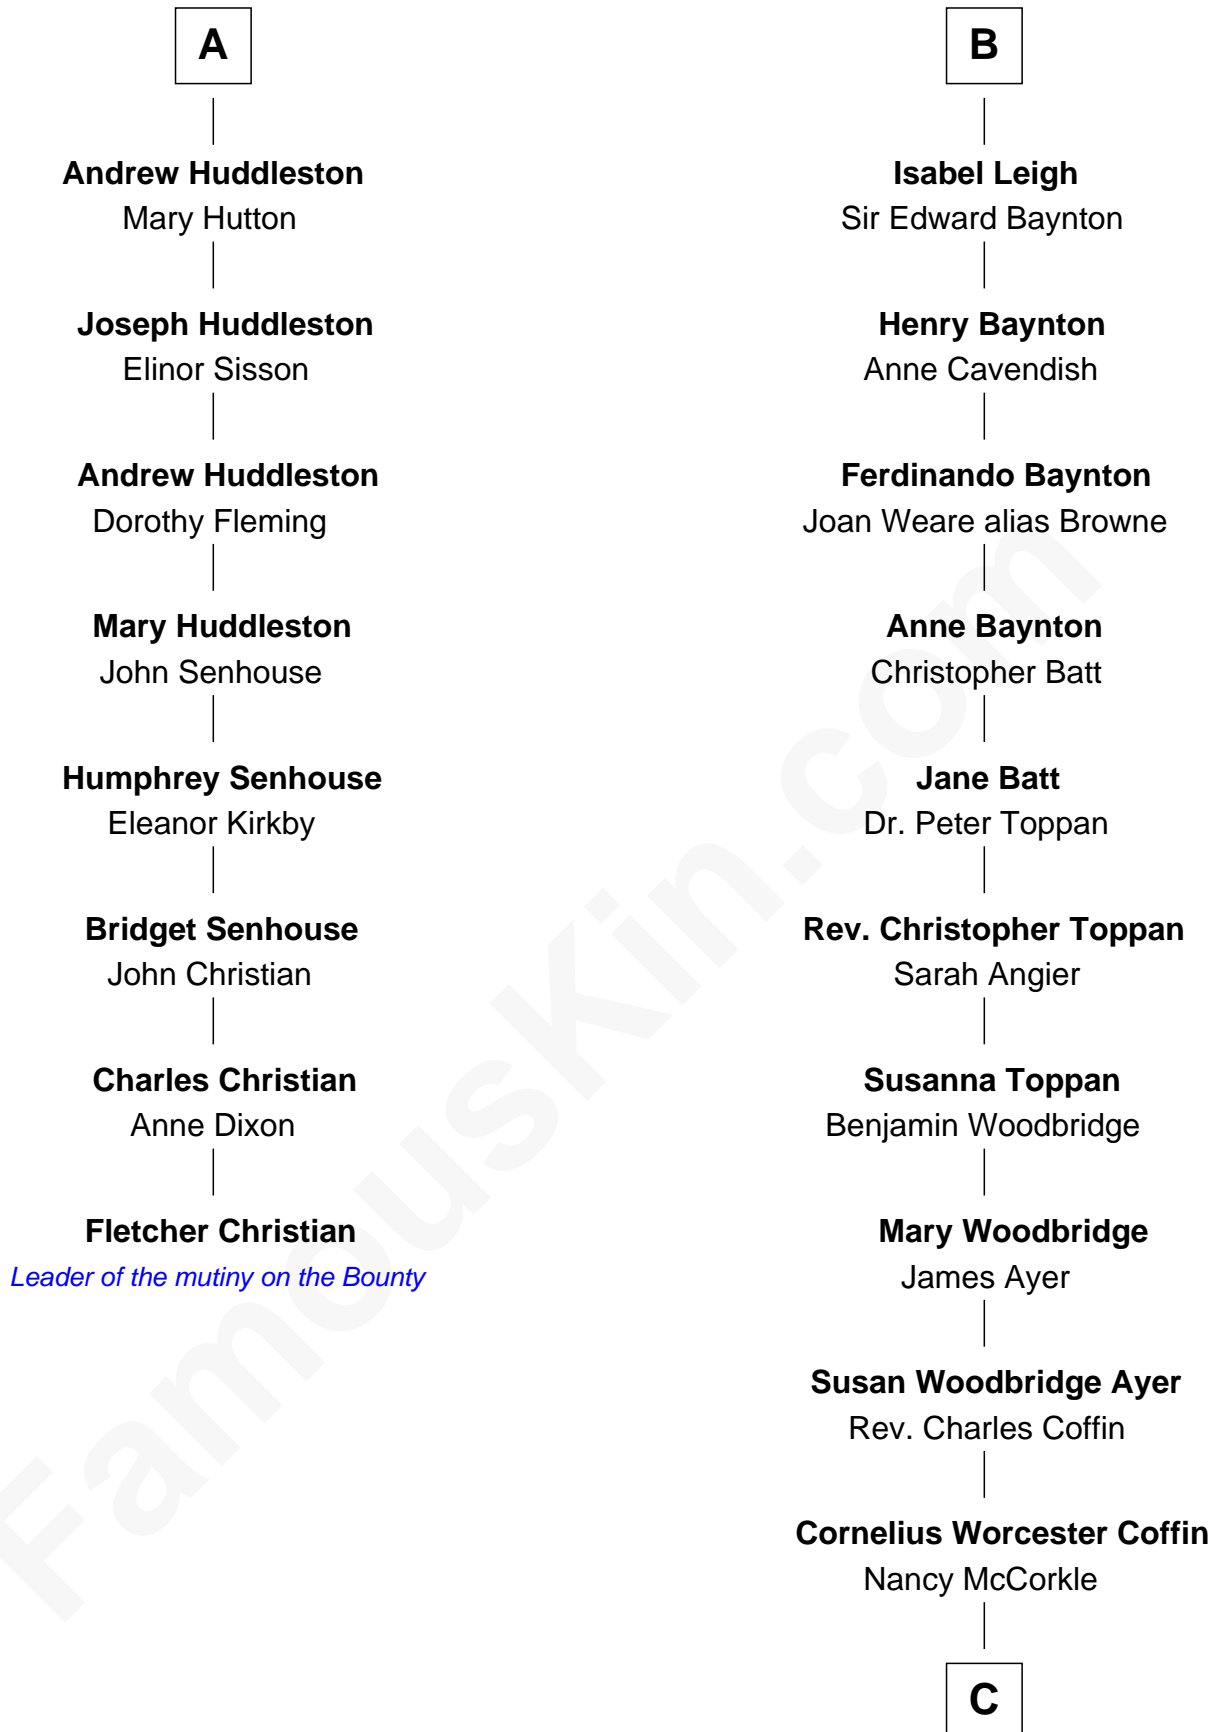 A
Andrew Huddleston
Mary Hutton
Joseph Huddleston
Elinor Sisson
Andrew Huddleston
Dorothy Fleming
Mary Huddleston
John Senhouse
Humphrey Senhouse
Eleanor Kirkby
Bridget Senhouse
John Christian
Charles Christian
Anne Dixon
Fletcher Christian
Leader of the mutiny on the Bounty
B
Isabel Leigh
Sir Edward Baynton
Henry Baynton
Anne Cavendish
Ferdinando Baynton
Joan Weare alias Browne
Anne Baynton
Christopher Batt
Jane Batt
Dr. Peter Toppan
Rev. Christopher Toppan
Sarah Angier
Susanna Toppan
Benjamin Woodbridge
Mary Woodbridge
James Ayer
Susan Woodbridge Ayer
Rev. Charles Coffin
Cornelius Worcester Coffin
Nancy McCorkle
C
FamousKin.com